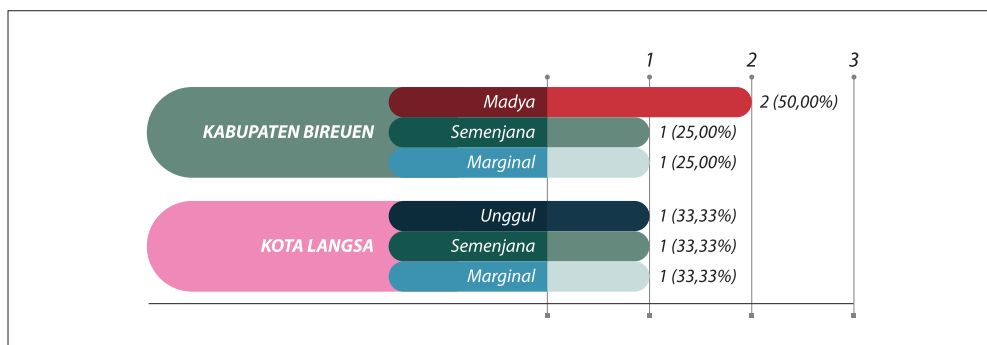 1 2 3
KABUPATEN BIREUEN
Madya 2 (50,00%)
Semenjana 1 (25,00%)
Marginal 1 (25,00%)
KOTA LANGSA
Unggul 1 (33,33%)
Semenjana 1 (33,33%)
Marginal 1 (33,33%)